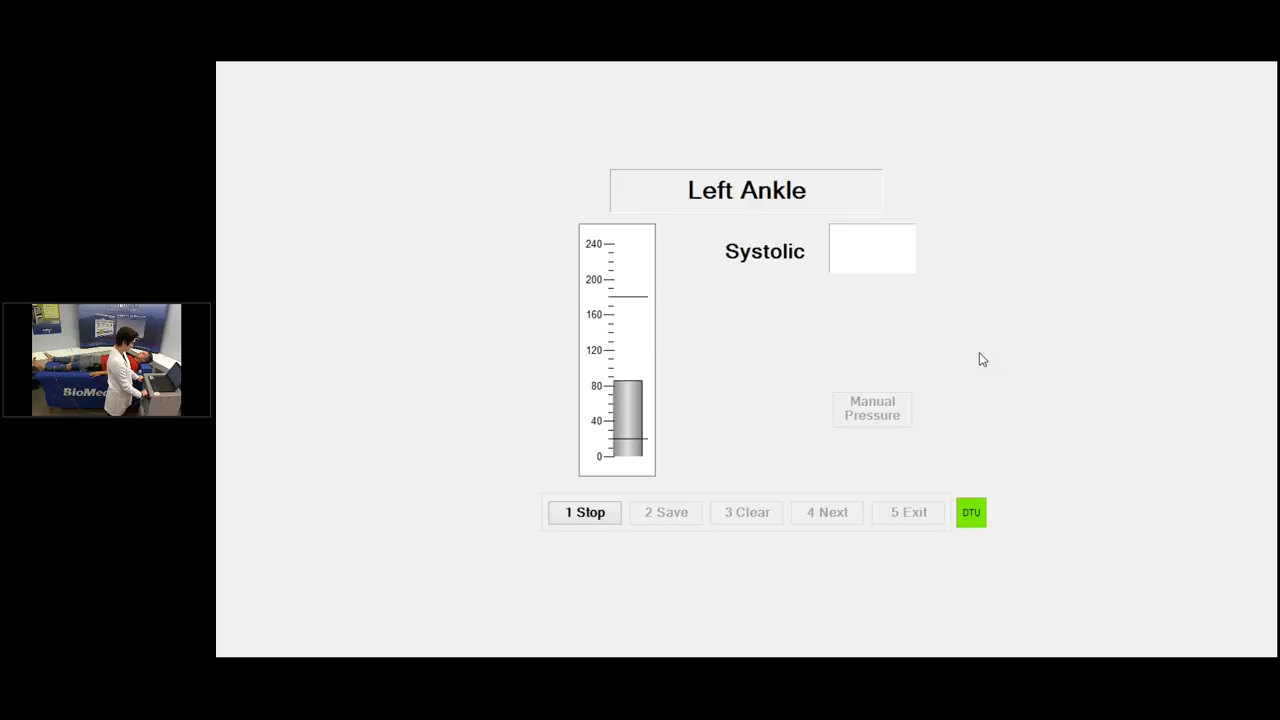 Left Ankle
Systolic
240
200
160
120
80
40
0
Manual
Pressure
1 Stop
2 Save
3 Clear
4 Next
5 Exit
DTU
BioMed